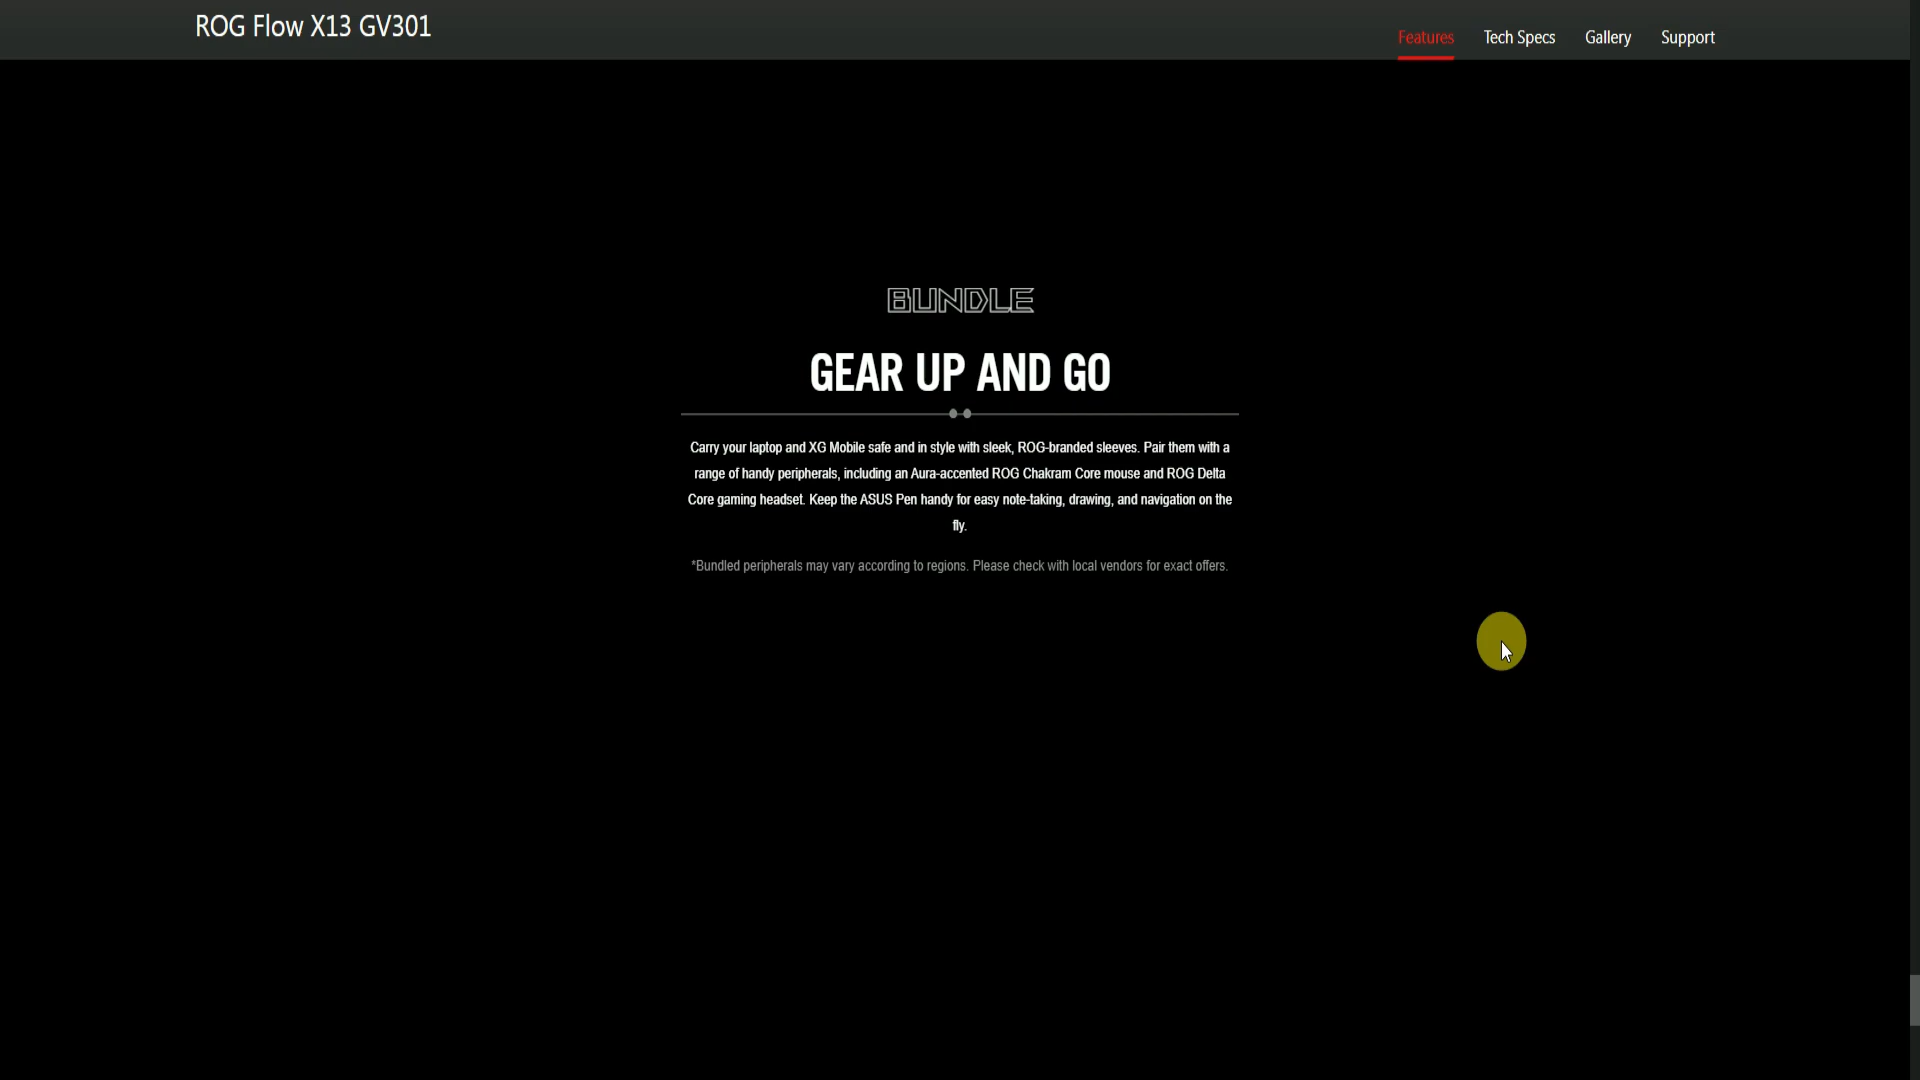 ROG Flow X13 GV301
Features Tech Specs Gallery Support
BUNDLE
GEAR UP AND GO
Carry your laptop and XG Mobile safe and in style with sleek, ROG-branded sleeves. Pair them with a
range of handy peripherals, including an Aura-accented ROG Chakram Core mouse and ROG Delta
Core gaming headset. Keep the ASUS Pen handy for easy note-taking, drawing, and navigation on the
fly.
*Bundled peripherals may vary according to regions. Please check with local vendors for exact offers.